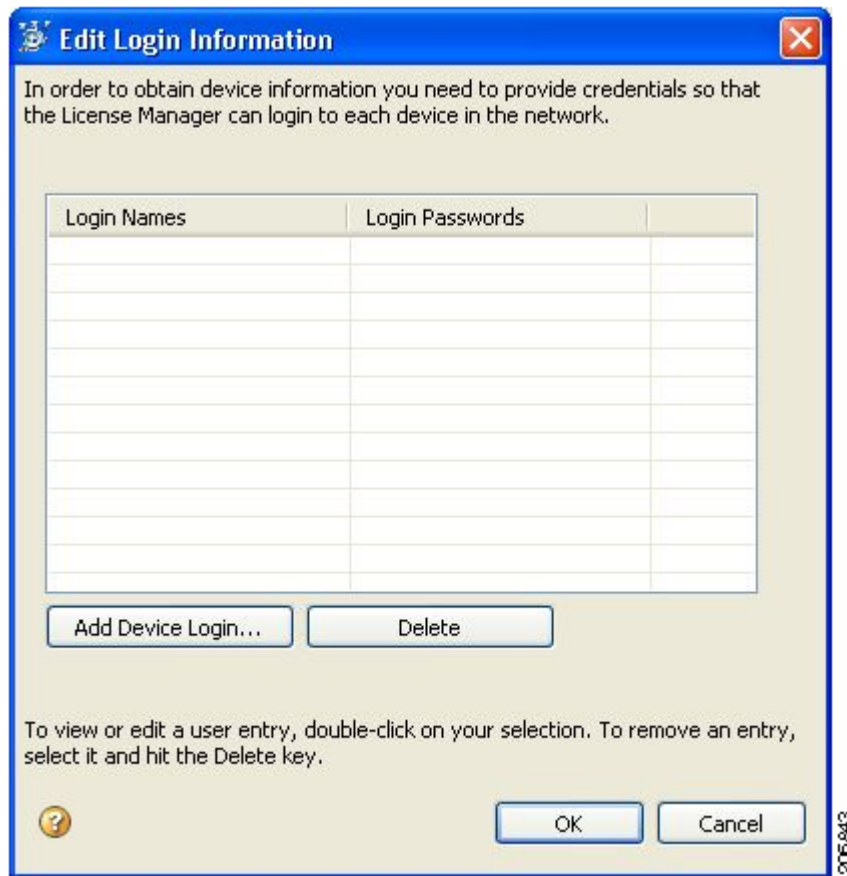 Edit Login Information
In order to obtain device information you need to provide credentials so that
the License Manager can login to each device in the network.
Login Names Login Passwords
Add Device Login... Delete
To view or edit a user entry, double-click on your selection. To remove an entry,
select it and hit the Delete key.
OK Cancel
205843